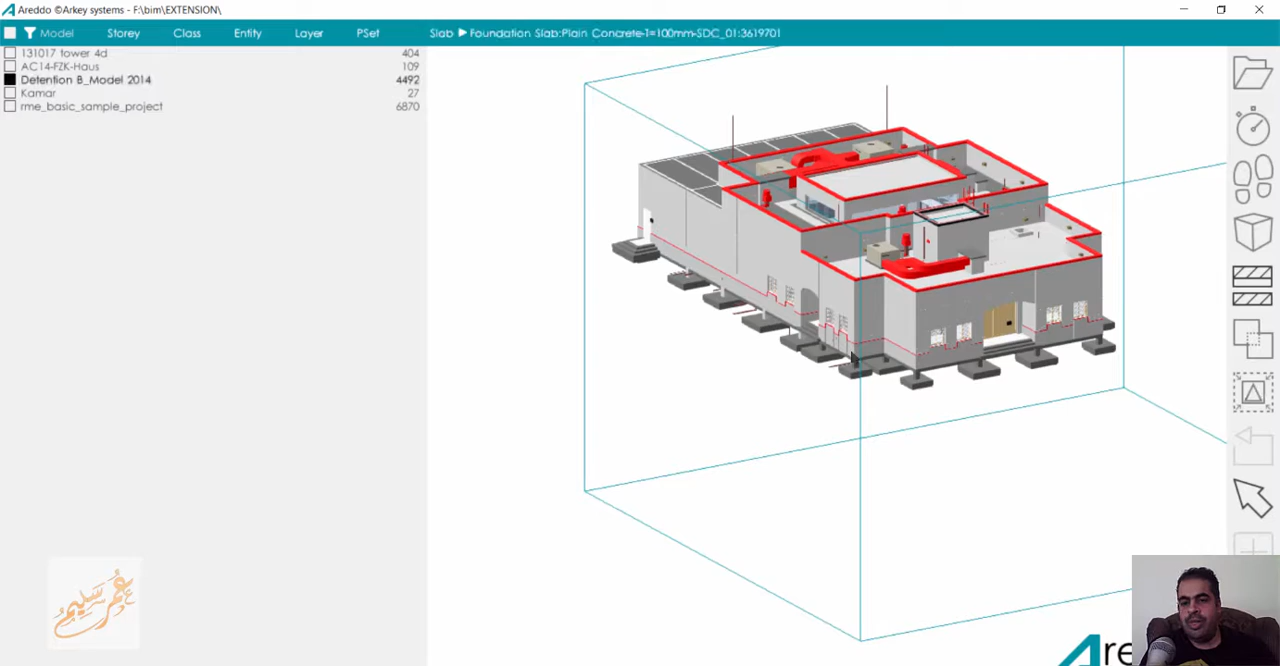 Areddo ©Arkey systems - F:\bim\EXTENSION\
Model Storey Class Entity Layer PSet Slab ▶ Foundation Slab:Plain Concrete-1=100mm-SDC_01:3619701
131017 tower 4d 404
AC14-FZK-Haus 109
Detention B_Model 2014 4492
Kamar 27
rme_basic_sample_project 6870
عمر سليم
Are